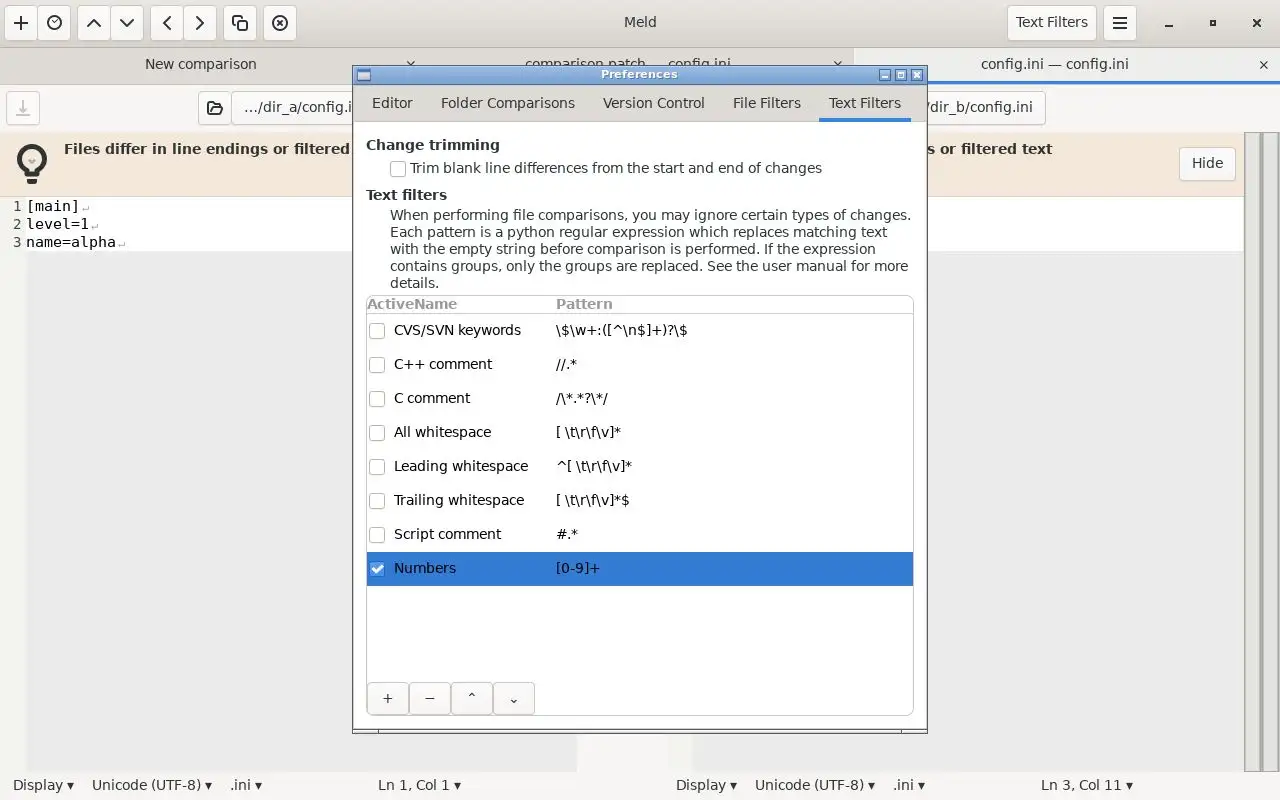 Meld
Text Filters
New comparison
config.ini — config.ini
Preferences
Editor
Folder Comparisons
Version Control
File Filters
Text Filters
.../dir_a/config.i
/dir_b/config.ini
Files differ in line endings or filtered
s or filtered text
Hide
Change trimming
Trim blank line differences from the start and end of changes
Text filters
When performing file comparisons, you may ignore certain types of changes.
Each pattern is a python regular expression which replaces matching text
with the empty string before comparison is performed. If the expression
contains groups, only the groups are replaced. See the user manual for more
details.
1 [main]
2 level=1
3 name=alpha
Active Name Pattern
CVS/SVN keywords \$\w+:([^\n$]+)?\$
C++ comment //.*
C comment /\*.*?\*/
All whitespace [ \t\r\f\v]*
Leading whitespace ^[ \t\r\f\v]*
Trailing whitespace [ \t\r\f\v]*$
Script comment #.*
Numbers [0-9]+
Display ▾ Unicode (UTF-8) ▾ .ini ▾ Ln 1, Col 1 ▾
Display ▾ Unicode (UTF-8) ▾ .ini ▾ Ln 3, Col 11 ▾